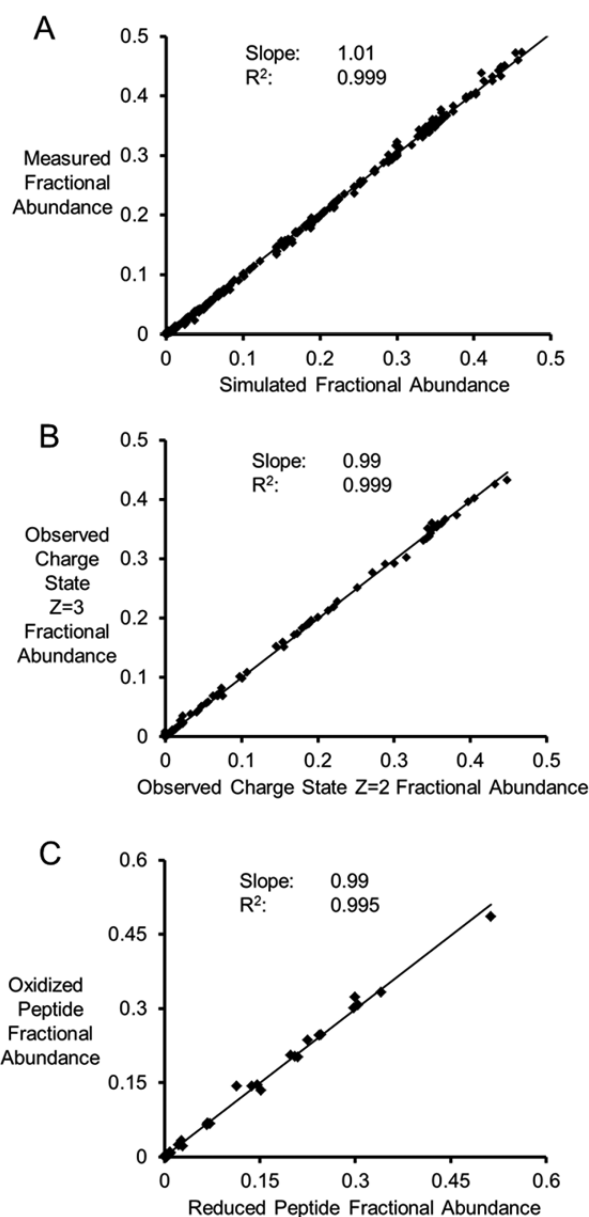 A
Slope: 1.01
R²: 0.999
Measured
Fractional
Abundance
0.5
0.4
0.3
0.2
0.1
0
0 0.1 0.2 0.3 0.4 0.5
Simulated Fractional Abundance
B
Slope: 0.99
R²: 0.999
Observed
Charge
State
Z=3
Fractional
Abundance
0.5
0.4
0.3
0.2
0.1
0
0 0.1 0.2 0.3 0.4 0.5
Observed Charge State Z=2 Fractional Abundance
C
Slope: 0.99
R²: 0.995
Oxidized
Peptide
Fractional
Abundance
0.6
0.45
0.3
0.15
0
0 0.15 0.3 0.45 0.6
Reduced Peptide Fractional Abundance